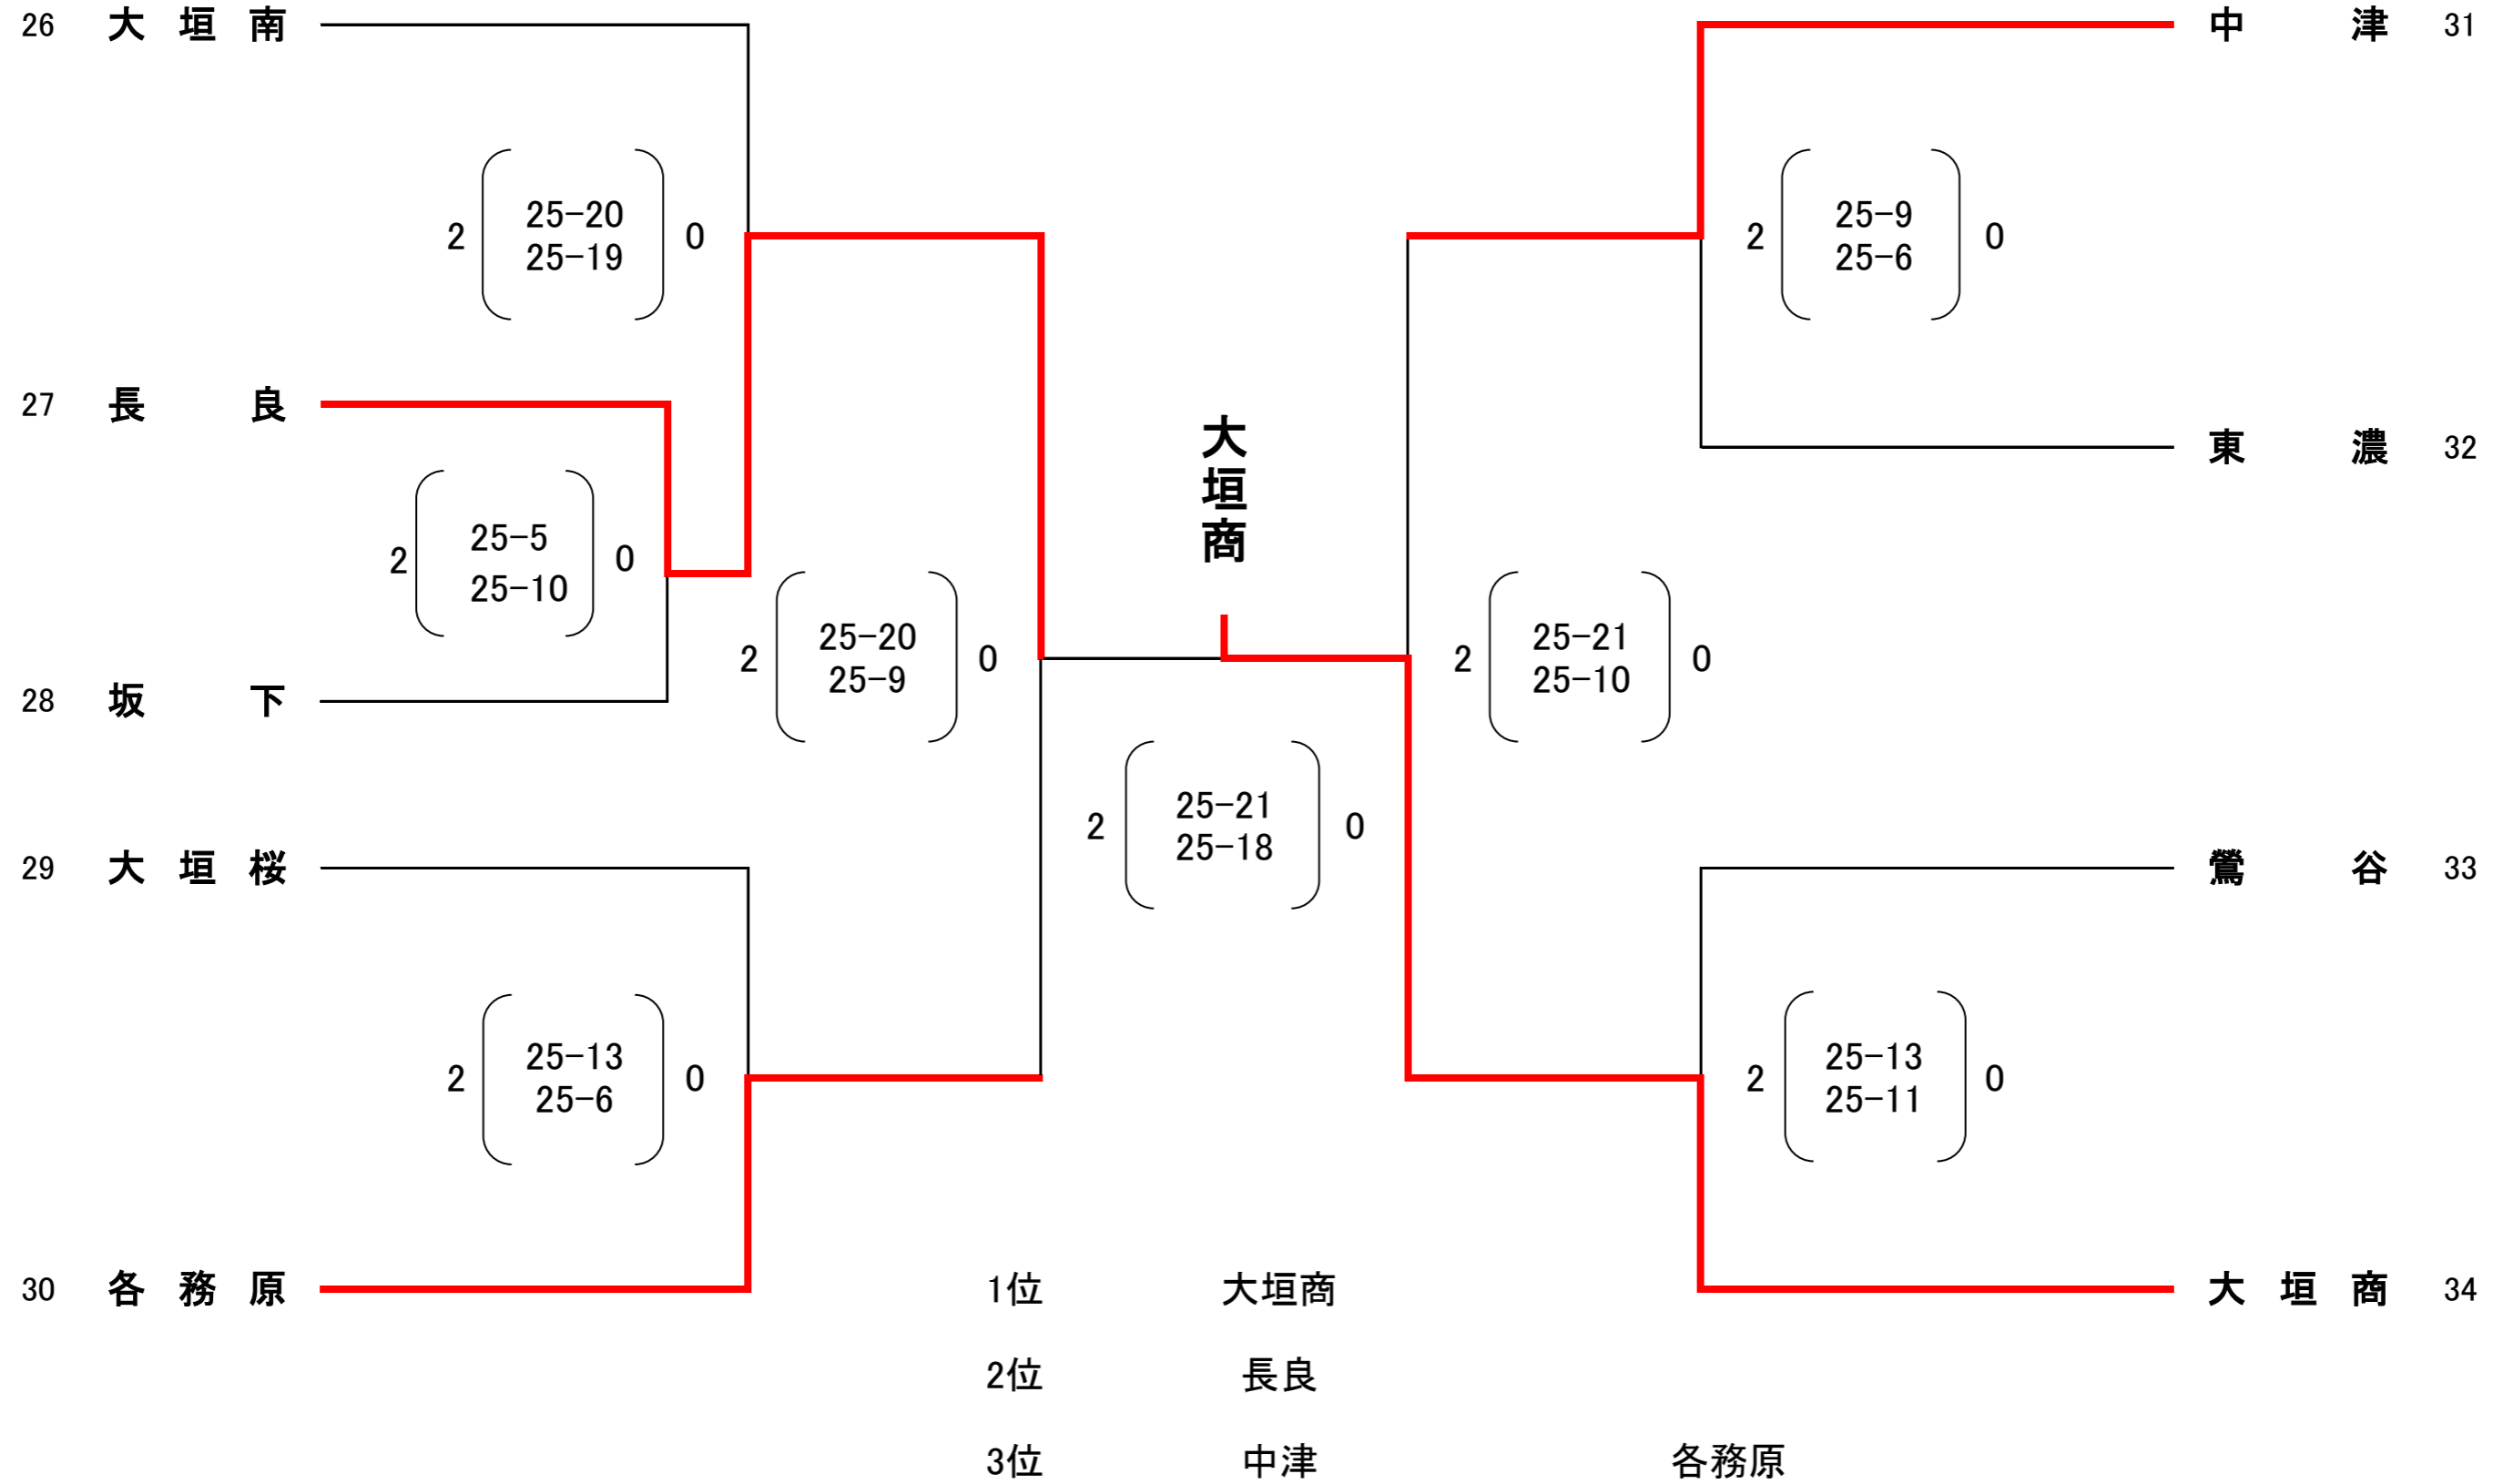 26 大垣南
中津 31
2 25-20 0
25-19
2 25-9 0
25-6
27 長良
大垣商
東濃 32
2 25-5 0
25-10
2 25-20 0
25-9
2 25-21 0
25-10
28 坂下
2 25-21 0
25-18
29 大垣桜
鶯谷 33
2 25-13 0
25-6
2 25-13 0
25-11
30 各務原
大垣商 34
1位 大垣商
2位 長良
3位 中津 各務原